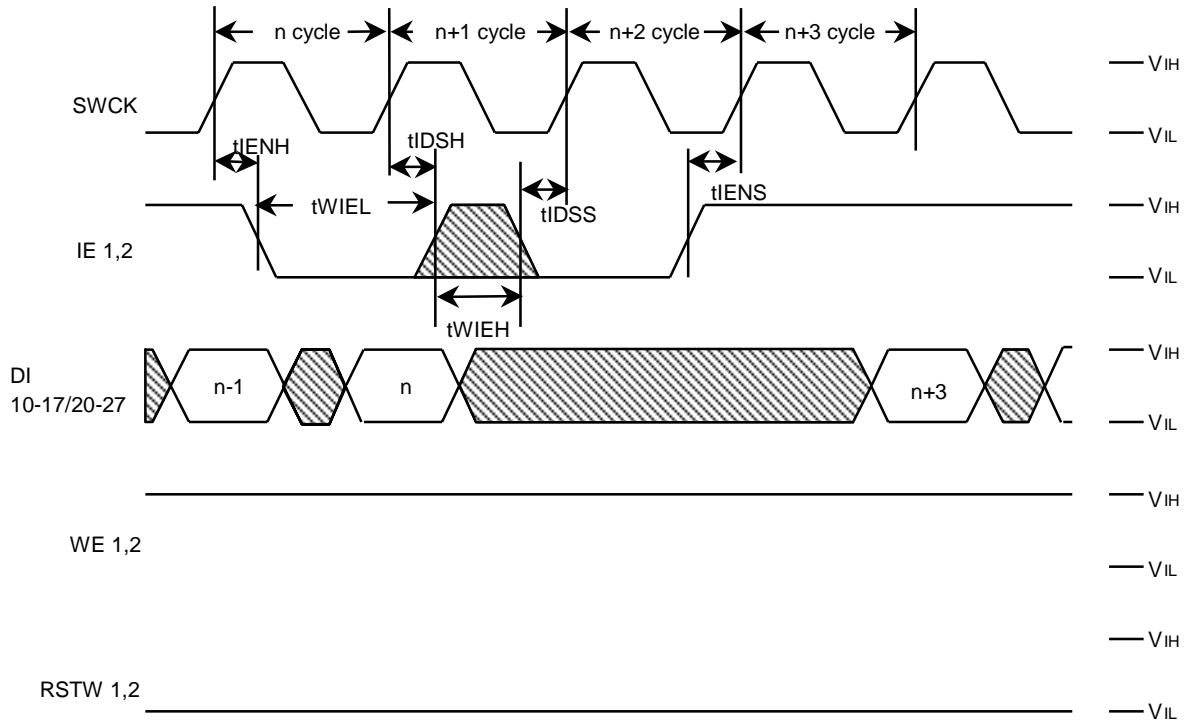 n cycle
n+1 cycle
n+2 cycle
n+3 cycle
SWCK
VIH
VIL
tIENH
tIDSH
tIDSS
tIENS
tWIEL
IE 1,2
VIH
VIL
tWIEH
DI
10-17/20-27
n-1
n
n+3
VIH
VIL
WE 1,2
VIH
VIL
RSTW 1,2
VIH
VIL